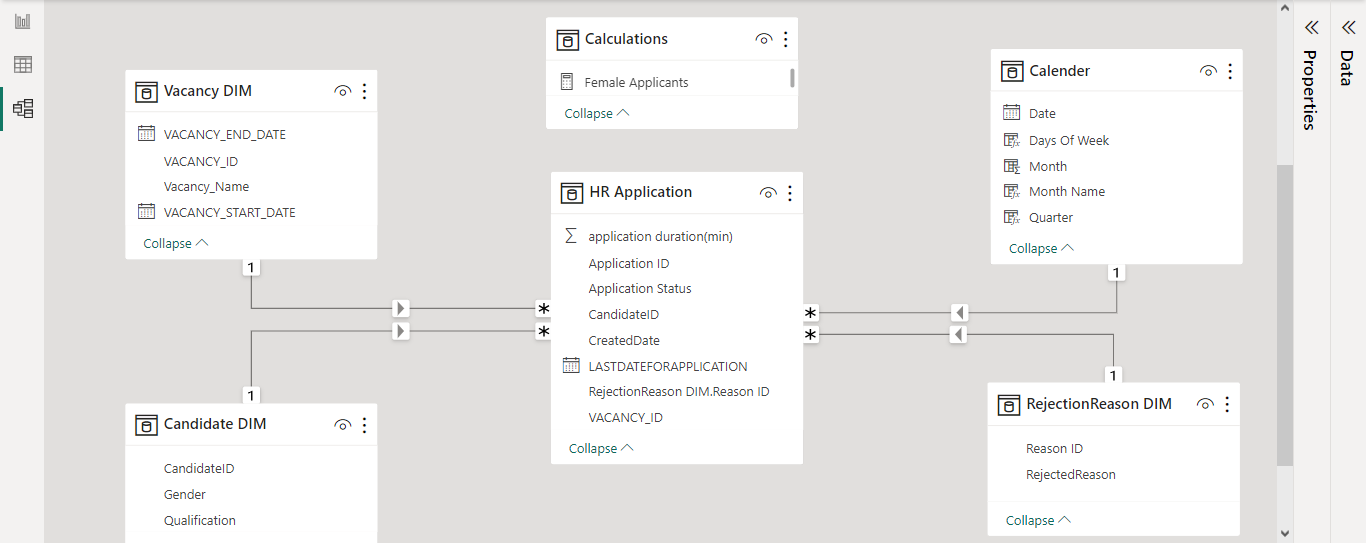 Calculations
Female Applicants
Collapse
Vacancy DIM
VACANCY_END_DATE
VACANCY_ID
Vacancy_Name
VACANCY_START_DATE
Collapse
1
*
HR Application
application duration(min)
Application ID
Application Status
CandidateID
CreatedDate
LASTDATEFORAPPLICATION
RejectionReason DIM.Reason ID
VACANCY_ID
Collapse
Calender
Date
Days Of Week
Month
Month Name
Quarter
Collapse
1
*
1
*
Candidate DIM
CandidateID
Gender
Qualification
1
*
RejectionReason DIM
Reason ID
RejectedReason
Collapse
Properties
Data